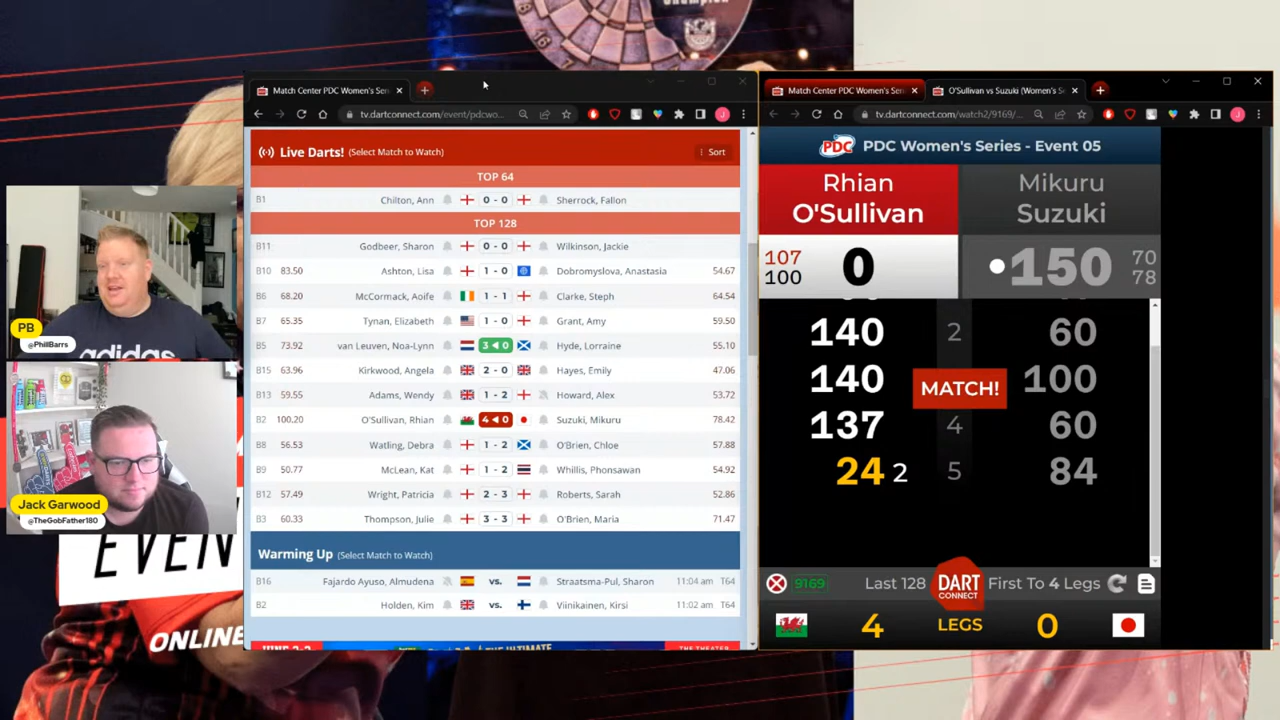 Champion
Match Center PDC Women's Seri
tv.dartconnect.com/event/pdcwo...
Live Darts! (Select Match to Watch)
Sort
TOP 64
B1 Chilton, Ann 0 - 0 Sherrock, Fallon
TOP 128
B11 Godbeer, Sharon 0 - 0 Wilkinson, Jackie
B10 83.50 Ashton, Lisa 1 - 0 Dobromyslova, Anastasia 54.67
B6 68.20 McCormack, Aoife 1 - 1 Clarke, Steph 64.54
B7 65.35 Tynan, Elizabeth 1 - 0 Grant, Amy 59.50
B5 73.92 van Leuven, Noa-Lynn 3 ◀ 0 Hyde, Lorraine 55.10
B15 63.96 Kirkwood, Angela 2 - 0 Hayes, Emily 47.06
B13 59.55 Adams, Wendy 1 - 2 Howard, Alex 53.72
B2 100.20 O'Sullivan, Rhian 4 ◀ 0 Suzuki, Mikuru 78.42
B8 56.53 Watling, Debra 1 - 2 O'Brien, Chloe 57.88
B9 50.77 McLean, Kat 1 - 2 Whillis, Phonsawan 54.92
B12 57.49 Wright, Patricia 2 - 3 Roberts, Sarah 52.86
B3 60.33 Thompson, Julie 3 - 3 O'Brien, Maria 71.47
Warming Up (Select Match to Watch)
B16 Fajardo Ayuso, Almudena vs. Straatsma-Pul, Sharon 11:04 am T64
B2 Holden, Kim vs. Viinikainen, Kirsi 11:02 am T64
Match Center PDC Women's Seri
O'Sullivan vs Suzuki (Women's S
tv.dartconnect.com/watch2/9169/...
PDC PDC Women's Series - Event 05
Rhian O'Sullivan
Mikuru Suzuki
107
100
0
150
70
78
140 2 60
140 100
MATCH!
137 4 60
24 2 5 84
9169 Last 128 DART CONNECT First To 4 Legs
4 LEGS 0
PB
@PhillBarrs
adidas
Jack Garwood
@TheGobFather180
EVEN
ONLINE